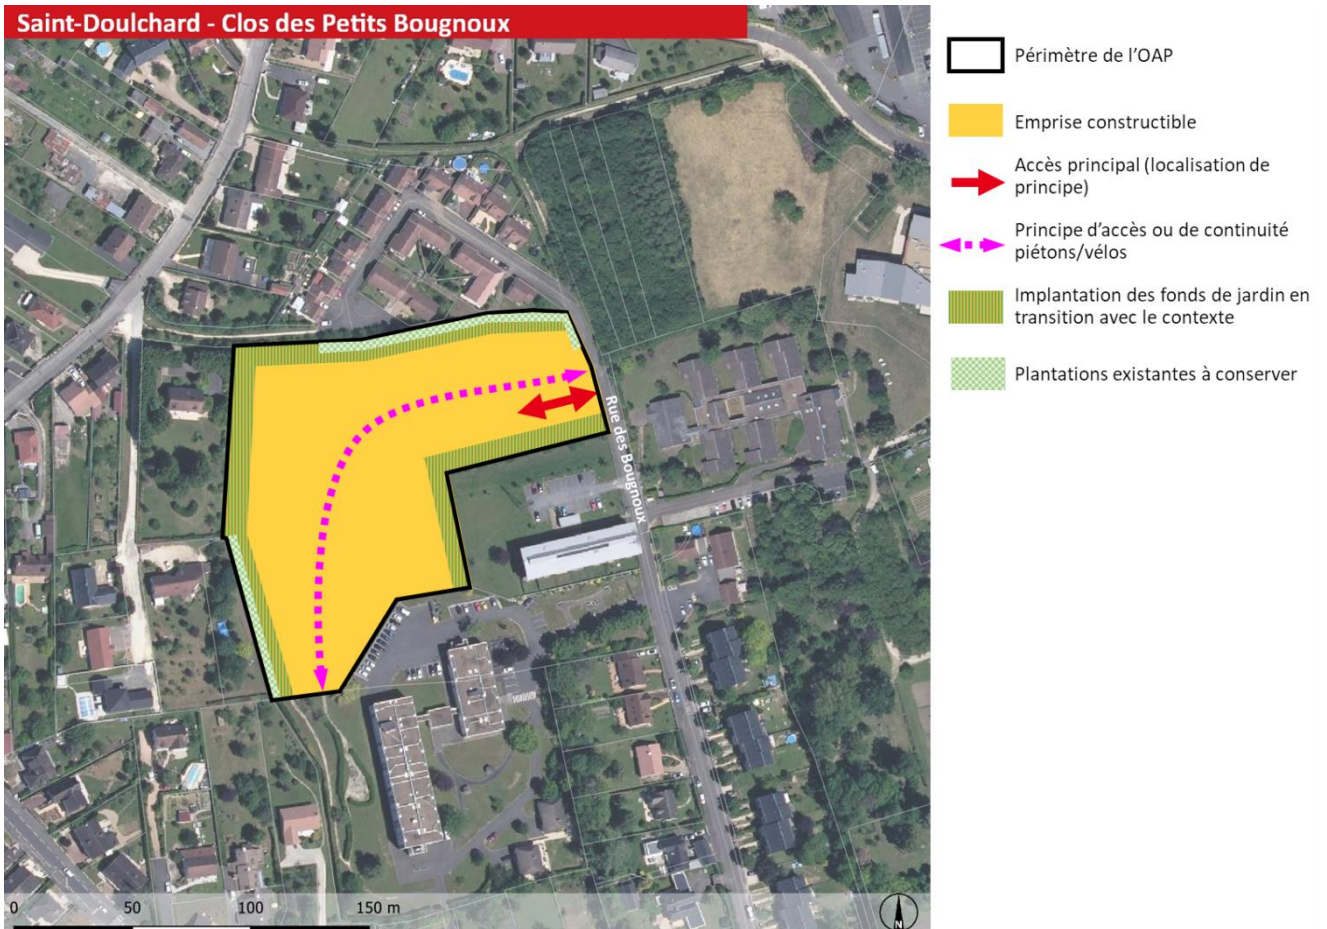 Saint-Doulchard - Clos des Petits Bougnoux
Périmètre de l'OAP
Emprise constructible
Accès principal (localisation de
principe)
Principe d'accès ou de continuité
piétons/vélos
Implantation des fonds de jardin en
transition avec le contexte
Plantations existantes à conserver
Rue des Bougnoux
0 50 100 150 m
N